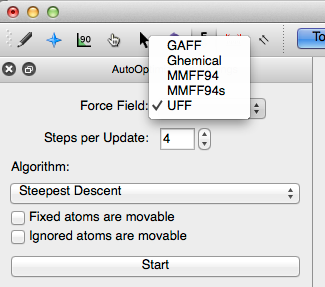 90
To
AutoOp
GAFF
Ghemical
MMFF94
MMFF94s
✓ UFF
Force Field:
Steps per Update: 4
Algorithm:
Steepest Descent
Fixed atoms are movable
Ignored atoms are movable
Start